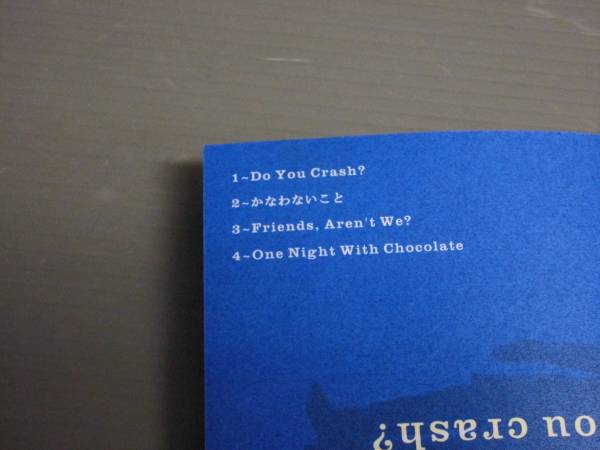 1~Do You Crash?
2~かなわないこと
3~Friends, Aren't We?
4~One Night With Chocolate
ou crash?